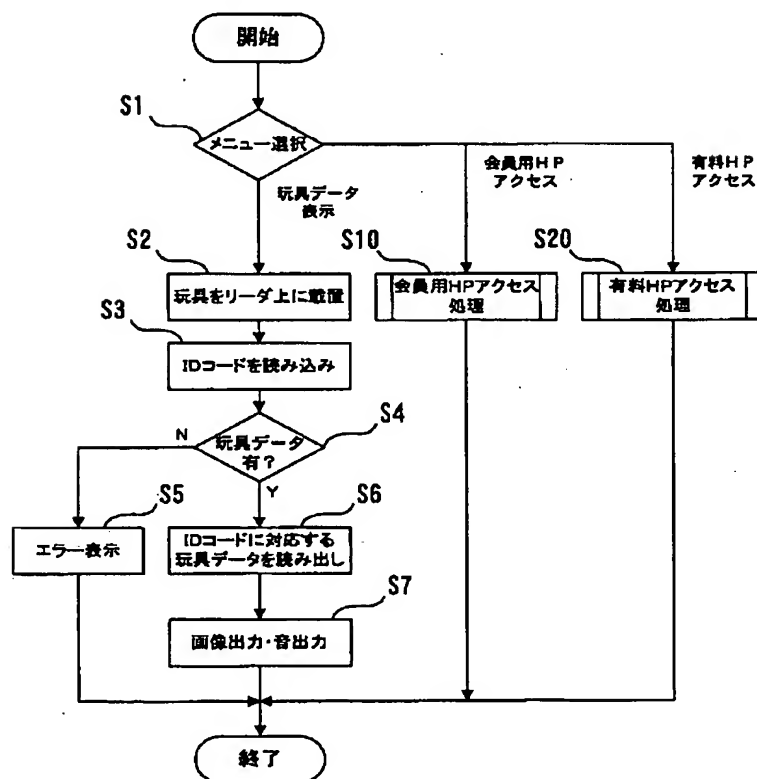 開始
S1
メニュー選択
玩具データ
表示
会員用HP
アクセス
有料HP
アクセス
S2
玩具をリーダ上に載置
S10
会員用HPアクセス
処理
S20
有料HPアクセス
処理
S3
IDコードを読み込み
S4
玩具データ
有?
N
Y
S5
エラー表示
S6
IDコードに対応する
玩具データを読み出し
S7
画像出力・音出力
終了